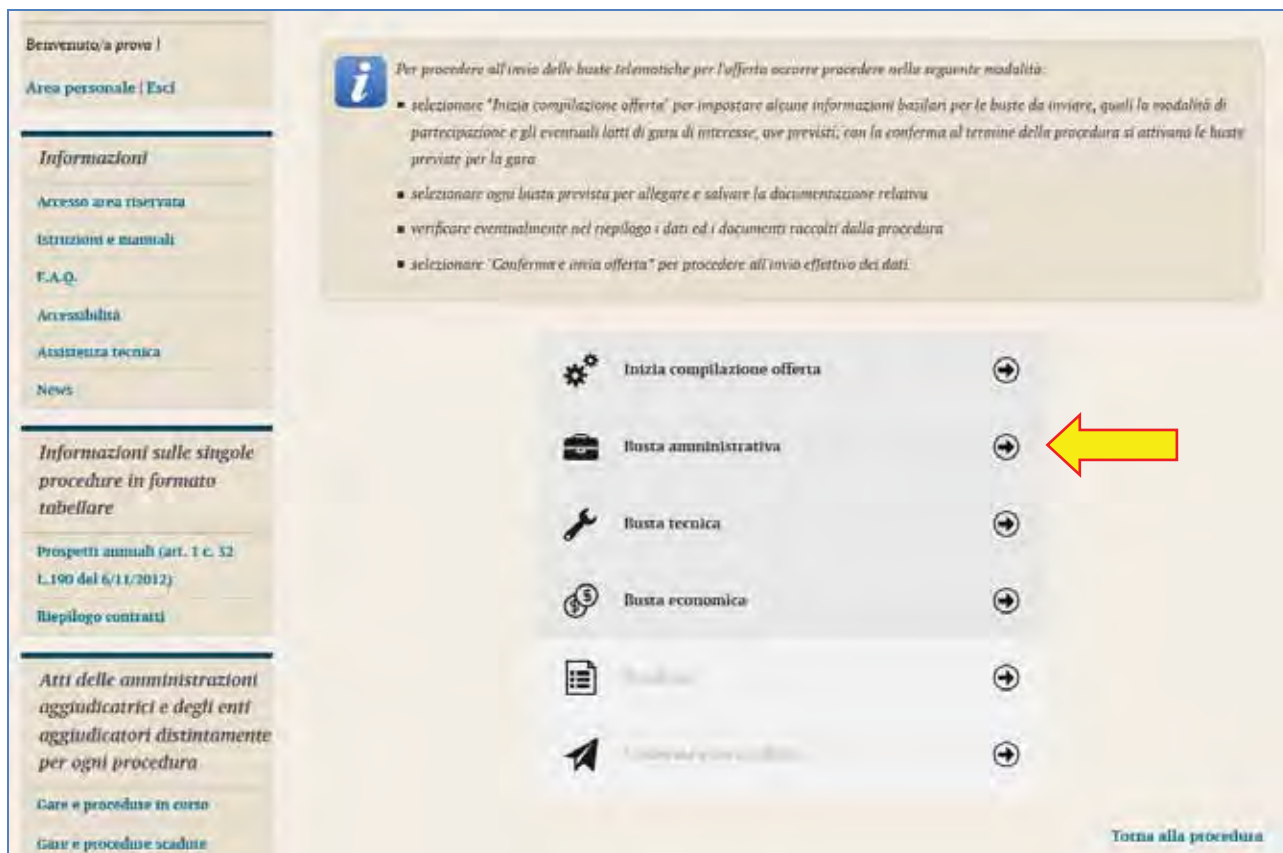 Benvenuto/a prova !
Area personale | Esci
Informazioni
Accesso area riservata
Istruzioni e manuali
F.A.Q.
Accessibilità
Assistenza tecnica
News
Informazioni sulle singole
procedure in formato
tabellare
Prospetti annuali (art. 1 c. 32
L.190 del 6/11/2012)
Riepilogo contratti
Atti delle amministrazioni
aggiudicatrici e degli enti
aggiudicatori distintamente
per ogni procedura
Gare e procedure in corso
Gare e procedure scadute
Per procedere all'invio delle buste telematiche per l'offerta occorre procedere nella seguente modalità:
▪ selezionare "Inizia compilazione offerta" per impostare alcune informazioni basilari per le buste da inviare, quali la modalità di
partecipazione e gli eventuali lotti di gara di interesse, ove previsti; con la conferma al termine della procedura si attivano le buste
previste per la gara
▪ selezionare ogni busta prevista per allegare e salvare la documentazione relativa
▪ verificare eventualmente nel riepilogo i dati ed i documenti raccolti dalla procedura
▪ selezionare "Conferma e invia offerta" per procedere all'invio effettivo dei dati.
Inizia compilazione offerta
Busta amministrativa
Busta tecnica
Busta economica
Torna alla procedura